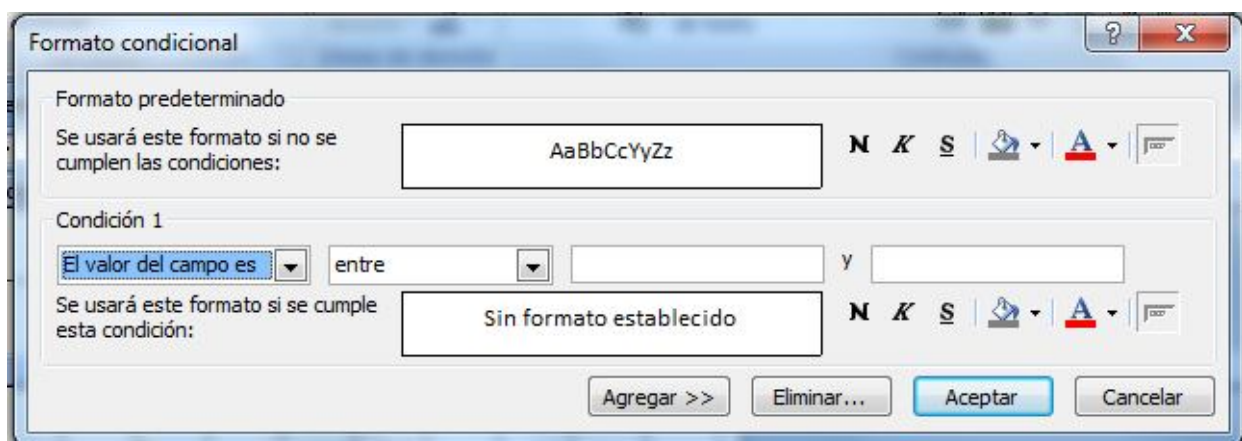 Formato condicional
Formato predeterminado
Se usará este formato si no se
cumplen las condiciones:
AaBbCcYyZz
N K S A
Condición 1
El valor del campo es entre y
Se usará este formato si se cumple
esta condición:
Sin formato establecido
N K S A
Agregar >> Eliminar... Aceptar Cancelar